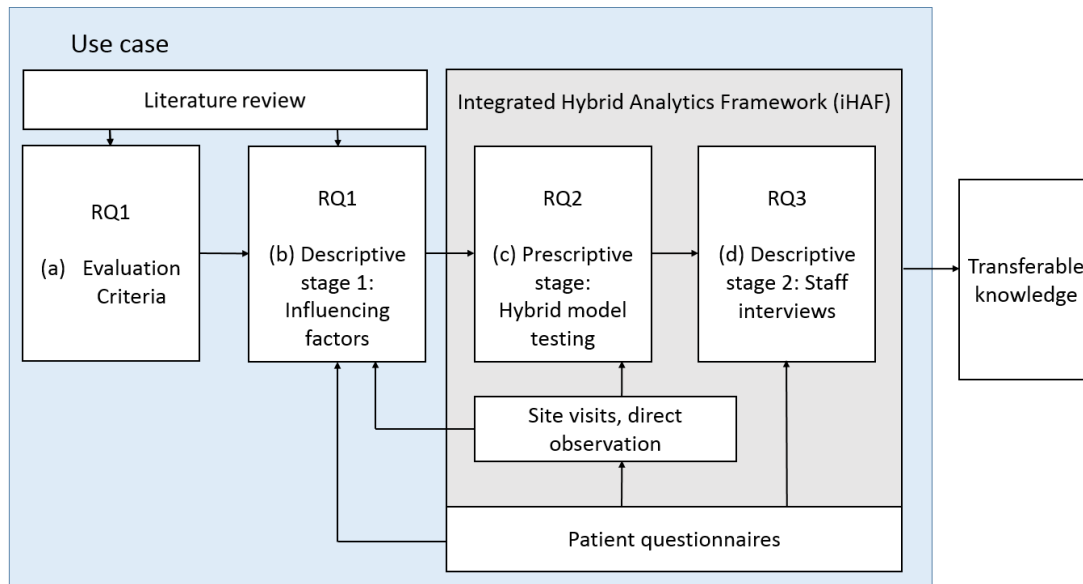 Use case
Literature review
Integrated Hybrid Analytics Framework (iHAF)
RQ1
(a) Evaluation
Criteria
RQ1
(b) Descriptive
stage 1:
Influencing
factors
RQ2
(c) Prescriptive
stage:
Hybrid model
testing
RQ3
(d) Descriptive
stage 2: Staff
interviews
Transferable
knowledge
Site visits, direct
observation
Patient questionnaires